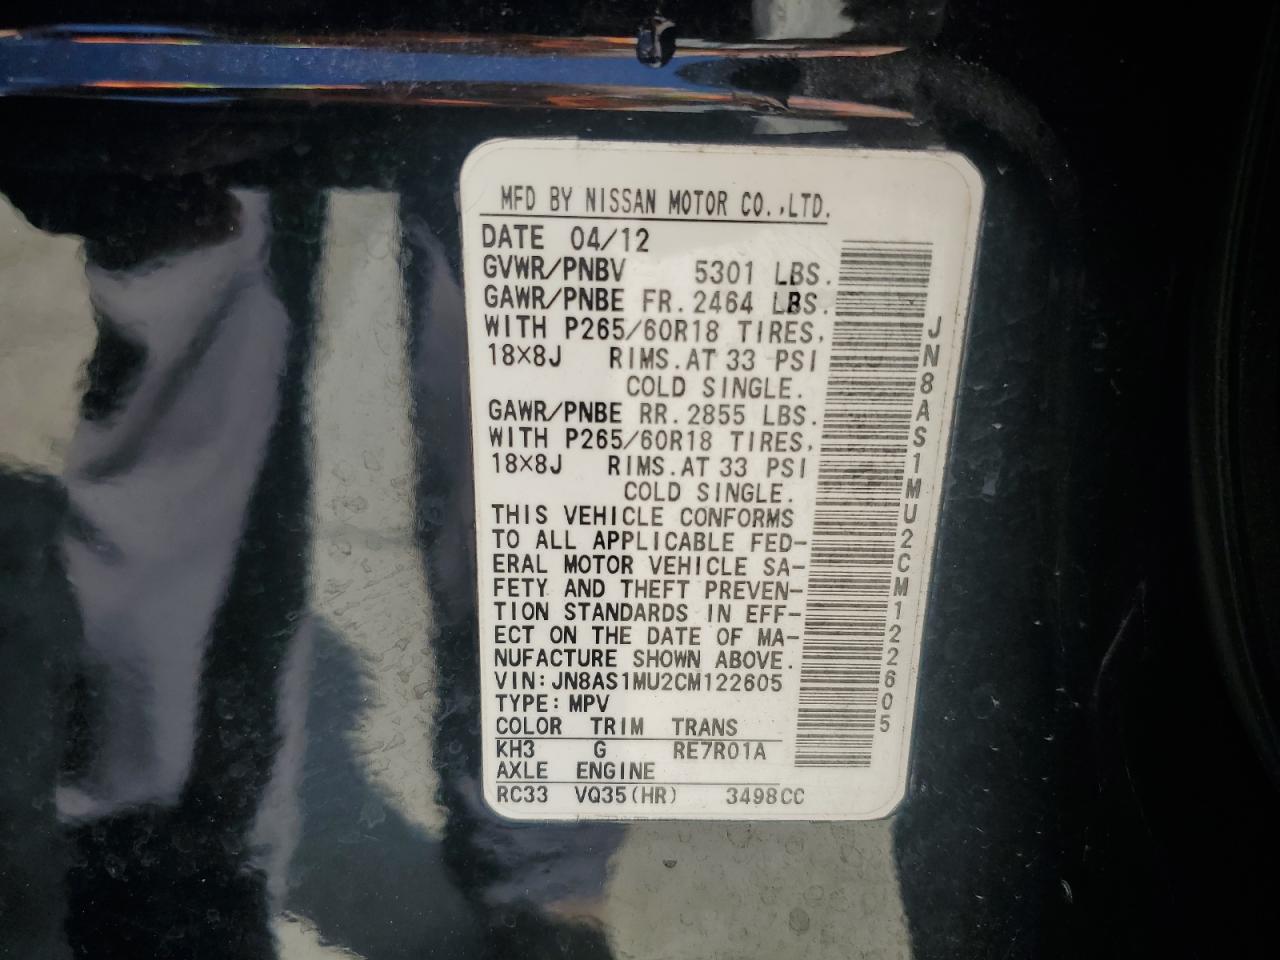 MFD BY NISSAN MOTOR CO.,LTD.
DATE 04/12
GVWR/PNBV 5301 LBS.
GAWR/PNBE FR.2464 LBS.
WITH P265/60R18 TIRES,
18×8J RIMS.AT 33 PSI
COLD SINGLE.
GAWR/PNBE RR.2855 LBS.
WITH P265/60R18 TIRES,
18×8J RIMS.AT 33 PSI
COLD SINGLE.
THIS VEHICLE CONFORMS
TO ALL APPLICABLE FED-
ERAL MOTOR VEHICLE SA-
FETY AND THEFT PREVEN-
TION STANDARDS IN EFF-
ECT ON THE DATE OF MA-
NUFACTURE SHOWN ABOVE.
VIN:JN8AS1MU2CM122605
TYPE:MPV
COLOR TRIM TRANS
KH3 G RE7R01A
AXLE ENGINE
RC33 VQ35(HR) 3498CC
JN8AS1MU2CM122605